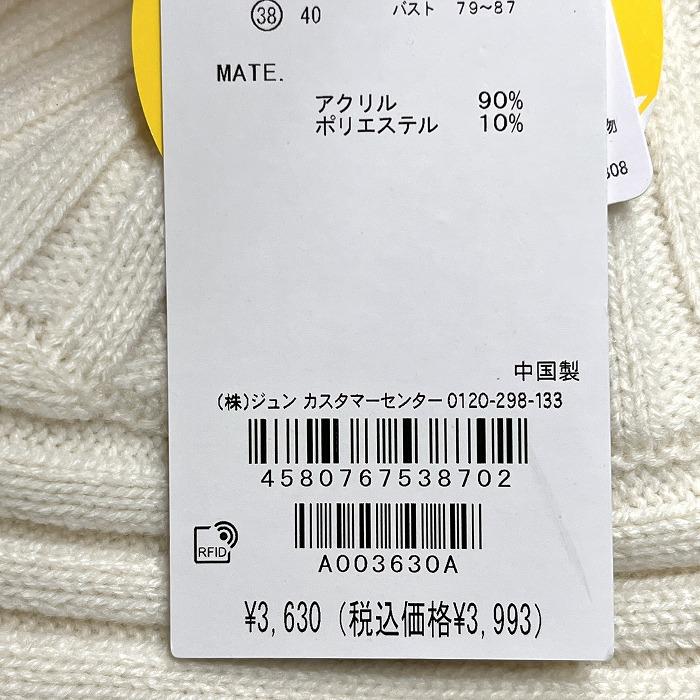 38 40 バスト 79～87
MATE.
アクリル 90%
ポリエステル 10%
物
308
中国製
(株)ジュン カスタマーセンター 0120-298-133
4580767538702
RFID
A003630A
¥3,630 (税込価格¥3,993)